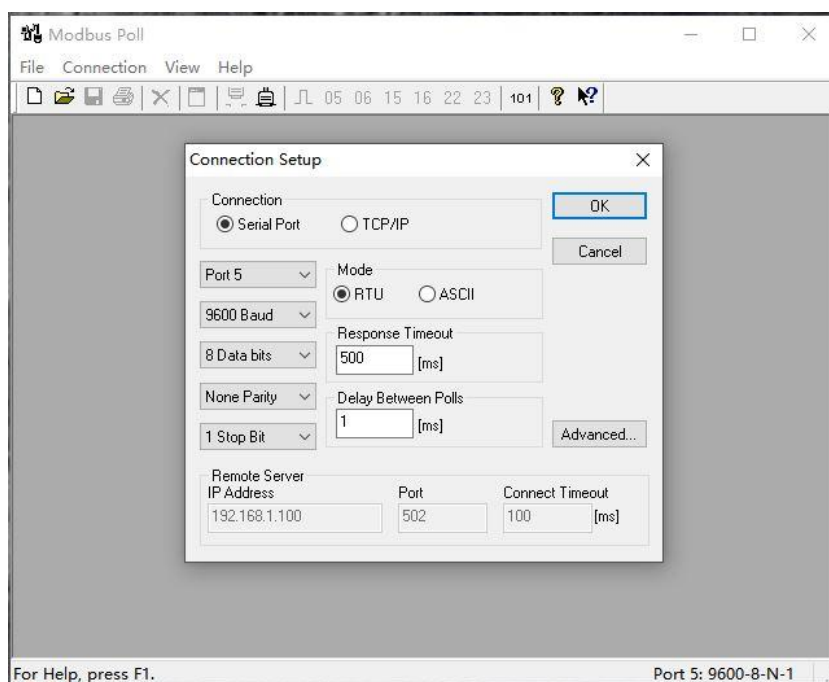 Modbus Poll
File Connection View Help
05 06 15 16 22 23 101
Connection Setup
Connection
Serial Port TCP/IP
OK
Cancel
Port 5
Mode
RTU ASCII
9600 Baud
Response Timeout
500 [ms]
8 Data bits
None Parity
Delay Between Polls
1 [ms]
1 Stop Bit
Advanced...
Remote Server
IP Address Port Connect Timeout
192.168.1.100 502 100 [ms]
For Help, press F1. Port 5: 9600-8-N-1